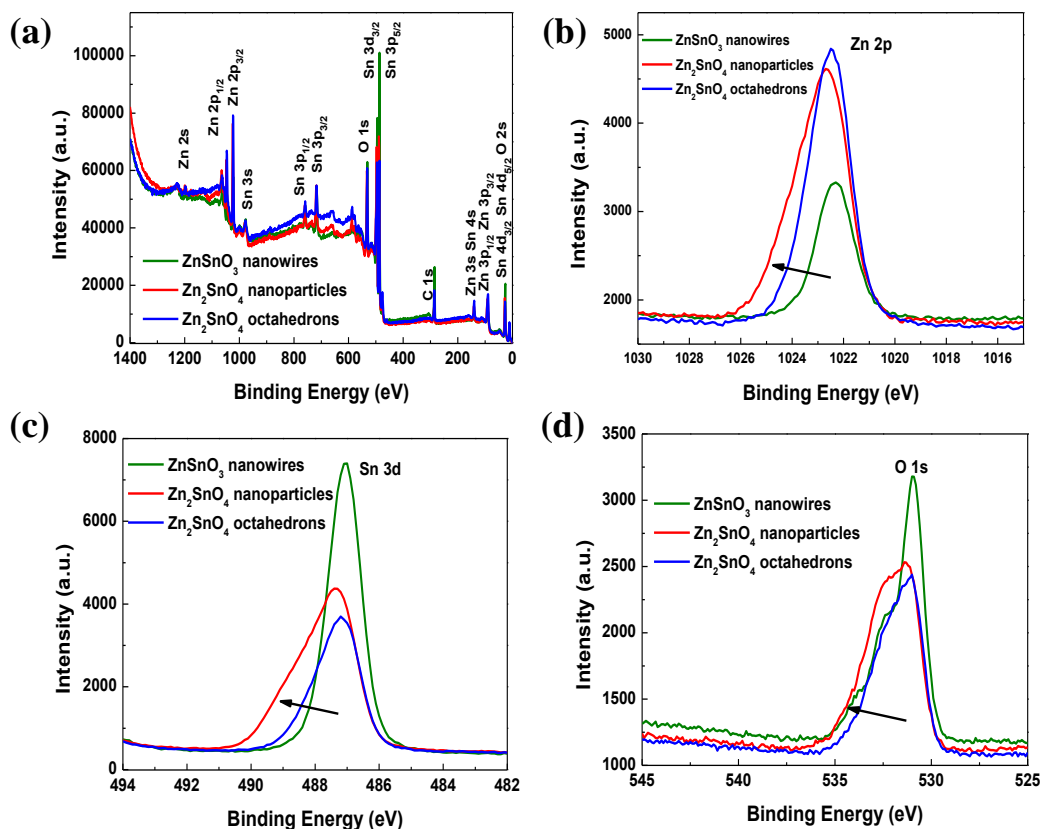 (a)
Intensity (a.u.)
100000
80000
60000
40000
20000
0
Zn 2s
Zn 2p1/2
Zn 2p3/2
Sn 3s
Sn 3p1/2
Sn 3p3/2
O 1s
Sn 3d3/2
Sn 3p5/2
C 1s
Zn 3s Sn 4s
Zn 3p1/2 Zn 3p3/2
Sn 4d3/2 Sn 4d5/2 O 2s
ZnSnO3 nanowires
Zn2SnO4 nanoparticles
Zn2SnO4 octahedrons
1400 1200 1000 800 600 400 200 0
Binding Energy (eV)
(b)
Intensity (a.u.)
5000
4000
3000
2000
ZnSnO3 nanowires
Zn2SnO4 nanoparticles
Zn2SnO4 octahedrons
Zn 2p
1030 1028 1026 1024 1022 1020 1018 1016
Binding Energy (eV)
(c)
Intensity (a.u.)
8000
6000
4000
2000
0
ZnSnO3 nanowires
Zn2SnO4 nanoparticles
Zn2SnO4 octahedrons
Sn 3d
494 492 490 488 486 484 482
Binding Energy (eV)
(d)
Intensity (a.u.)
3500
3000
2500
2000
1500
1000
O 1s
ZnSnO3 nanowires
Zn2SnO4 nanoparticles
Zn2SnO4 octahedrons
545 540 535 530 525
Binding Energy (eV)